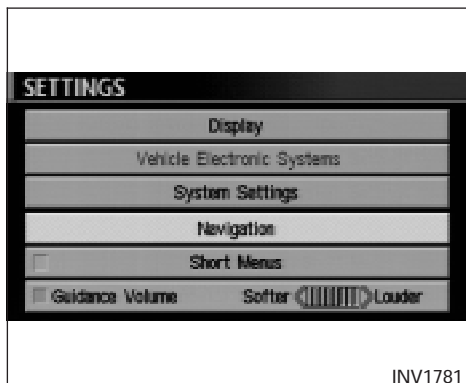 SETTINGS
Display
Vehicle Electronic Systems
System Settings
Navigation
Short Menus
Guidance Volume Softer Louder
INV1781